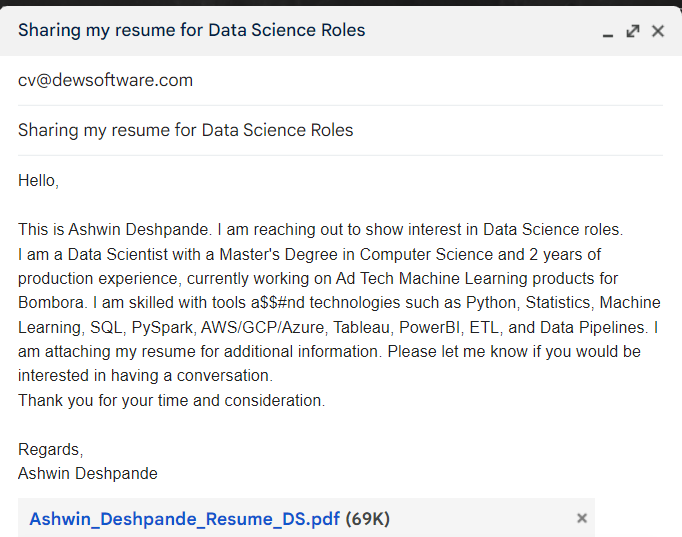 Sharing my resume for Data Science Roles
cv@dewsoftware.com
Sharing my resume for Data Science Roles
Hello,
This is Ashwin Deshpande. I am reaching out to show interest in Data Science roles.
I am a Data Scientist with a Master's Degree in Computer Science and 2 years of
production experience, currently working on Ad Tech Machine Learning products for
Bombora. I am skilled with tools a$$#nd technologies such as Python, Statistics, Machine
Learning, SQL, PySpark, AWS/GCP/Azure, Tableau, PowerBI, ETL, and Data Pipelines. I
am attaching my resume for additional information. Please let me know if you would be
interested in having a conversation.
Thank you for your time and consideration.
Regards,
Ashwin Deshpande
Ashwin_Deshpande_Resume_DS.pdf (69K)